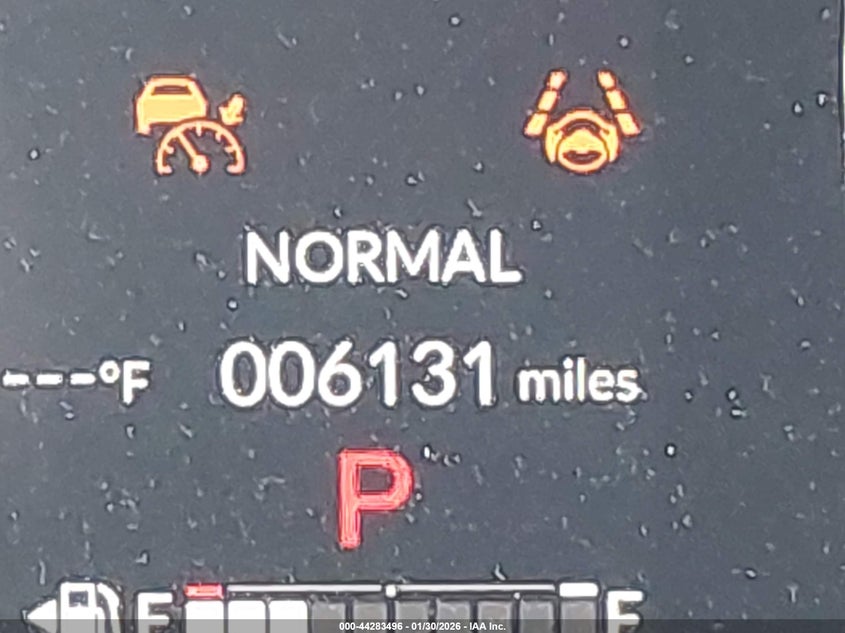 NORMAL
---°F 006131 miles
P
E F
000-44283496 - 01/30/2026 - IAA Inc.